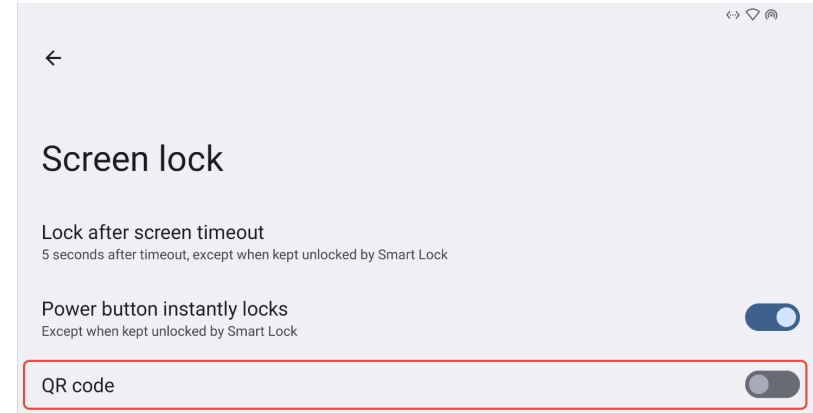 Screen lock
Lock after screen timeout
5 seconds after timeout, except when kept unlocked by Smart Lock
Power button instantly locks
Except when kept unlocked by Smart Lock
QR code